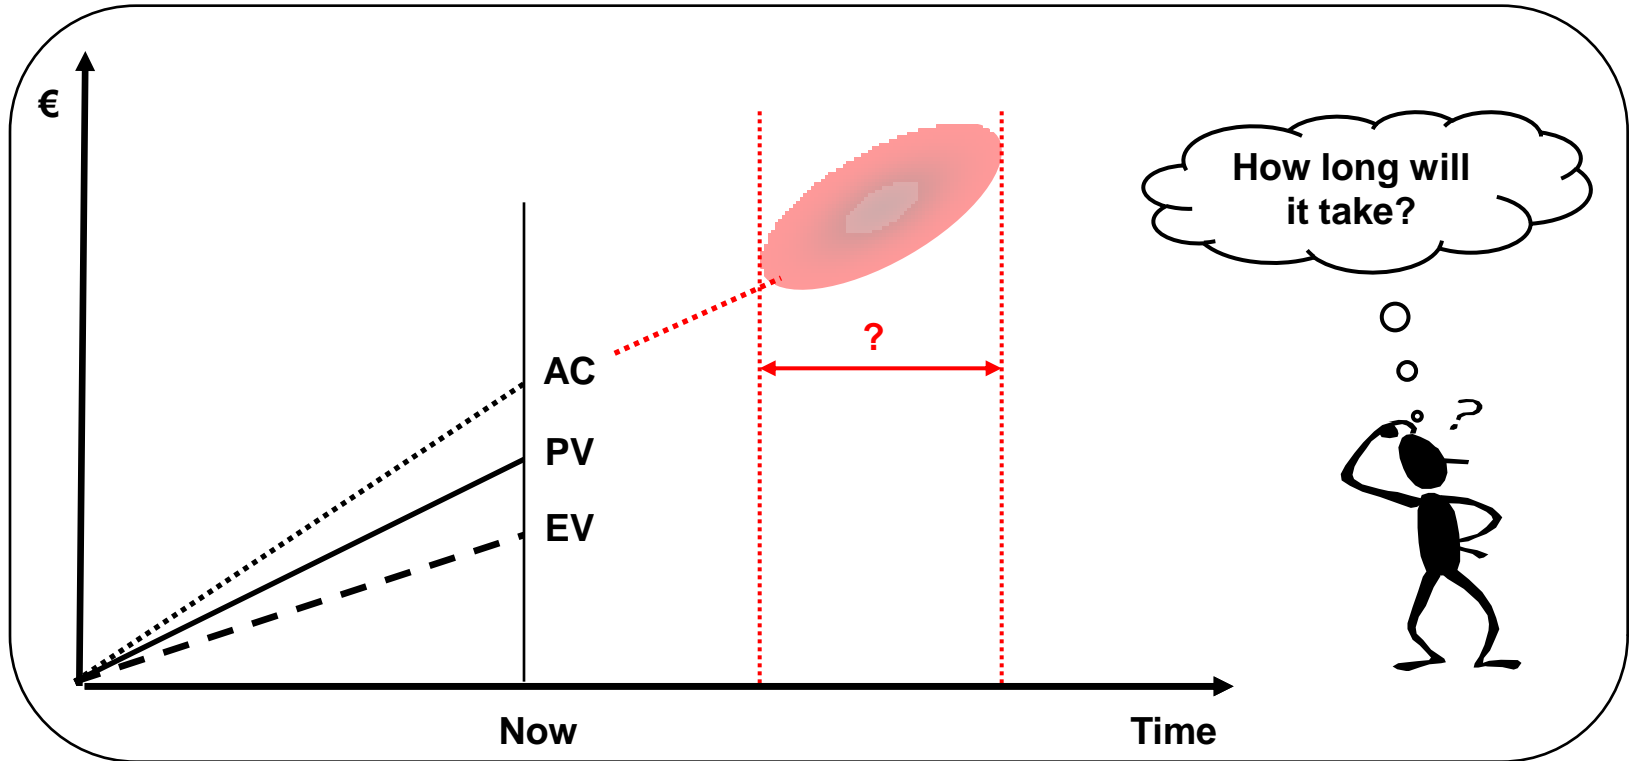 €
How long will
it take?
?
AC
?
PV
EV
Now
Time